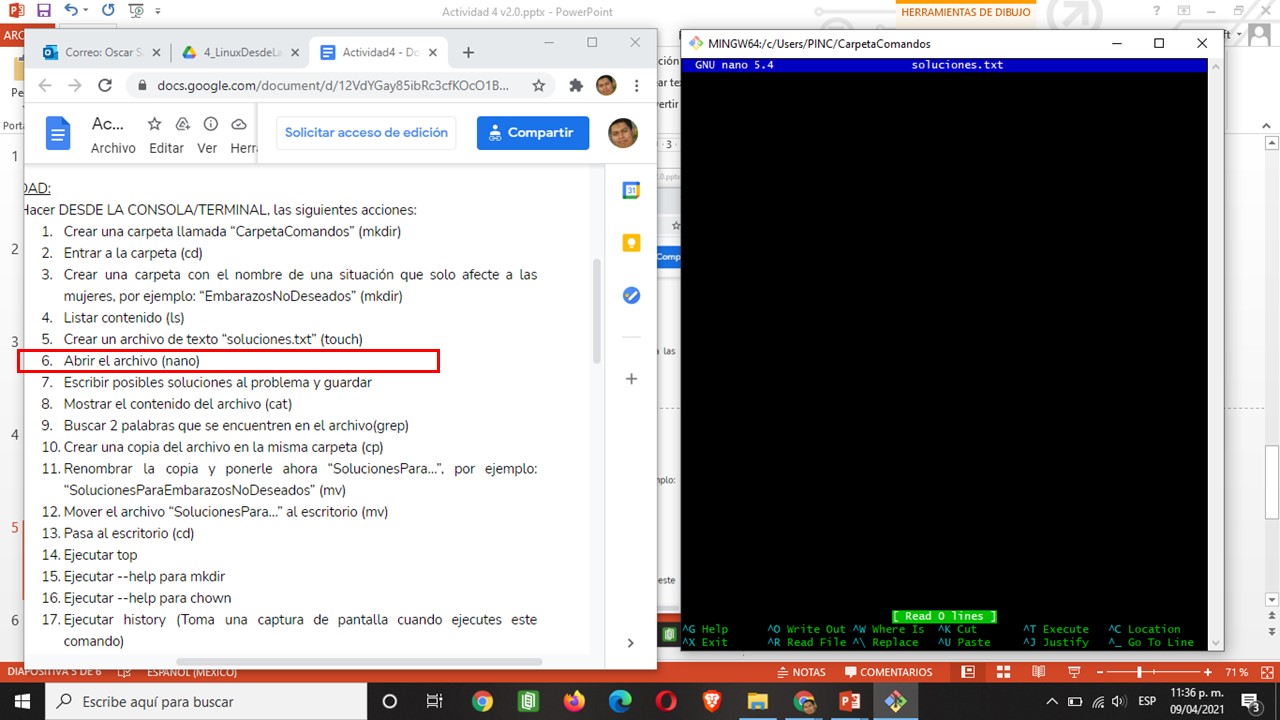 Actividad 4 v2.0.pptx - PowerPoint
HERRAMIENTAS DE DIBUJO
?
Correo: Oscar S
4_LinuxDesdeLa
Actividad4 - Do
docs.google.com/document/d/12VdYGay85ibRc3cfKOcO1B...
Ac...
Archivo Editar Ver Herra
Solicitar acceso de edición
Compartir
DAD:
Hacer DESDE LA CONSOLA/TERMINAL, las siguientes acciones:
1. Crear una carpeta llamada “CarpetaComandos” (mkdir)
2. Entrar a la carpeta (cd)
3. Crear una carpeta con el nombre de una situación que solo afecte a las
mujeres, por ejemplo: “EmbarazosNoDeseados” (mkdir)
4. Listar contenido (ls)
5. Crear un archivo de texto “soluciones.txt” (touch)
6. Abrir el archivo (nano)
7. Escribir posibles soluciones al problema y guardar
8. Mostrar el contenido del archivo (cat)
9. Buscar 2 palabras que se encuentren en el archivo(grep)
10. Crear una copia del archivo en la misma carpeta (cp)
11. Renombrar la copia y ponerle ahora “SolucionesPara...”, por ejemplo:
“SolucionesParaEmbarazosNoDeseados” (mv)
12. Mover el archivo “SolucionesPara...” al escritorio (mv)
13. Pasa al escritorio (cd)
14. Ejecutar top
15. Ejecutar --help para mkdir
16. Ejecutar --help para chown
17. Ejecutar history (Toma una captura de pantalla cuando ejecutes este
comando)
1
2
3
4
5
6
31
MINGW64:/c/Users/PINC/CarpetaComandos
GNU nano 5.4 soluciones.txt
[ Read 0 lines ]
^G Help ^O Write Out ^W Where Is ^K Cut ^T Execute ^C Location
^X Exit ^R Read File ^\ Replace ^U Paste ^J Justify ^_ Go To Line
DIAPOSITIVA 5 DE 6 ESPAÑOL (MÉXICO)
NOTAS COMENTARIOS 71 %
Escribe aquí para buscar
ESP
11:36 p. m.
09/04/2021
3